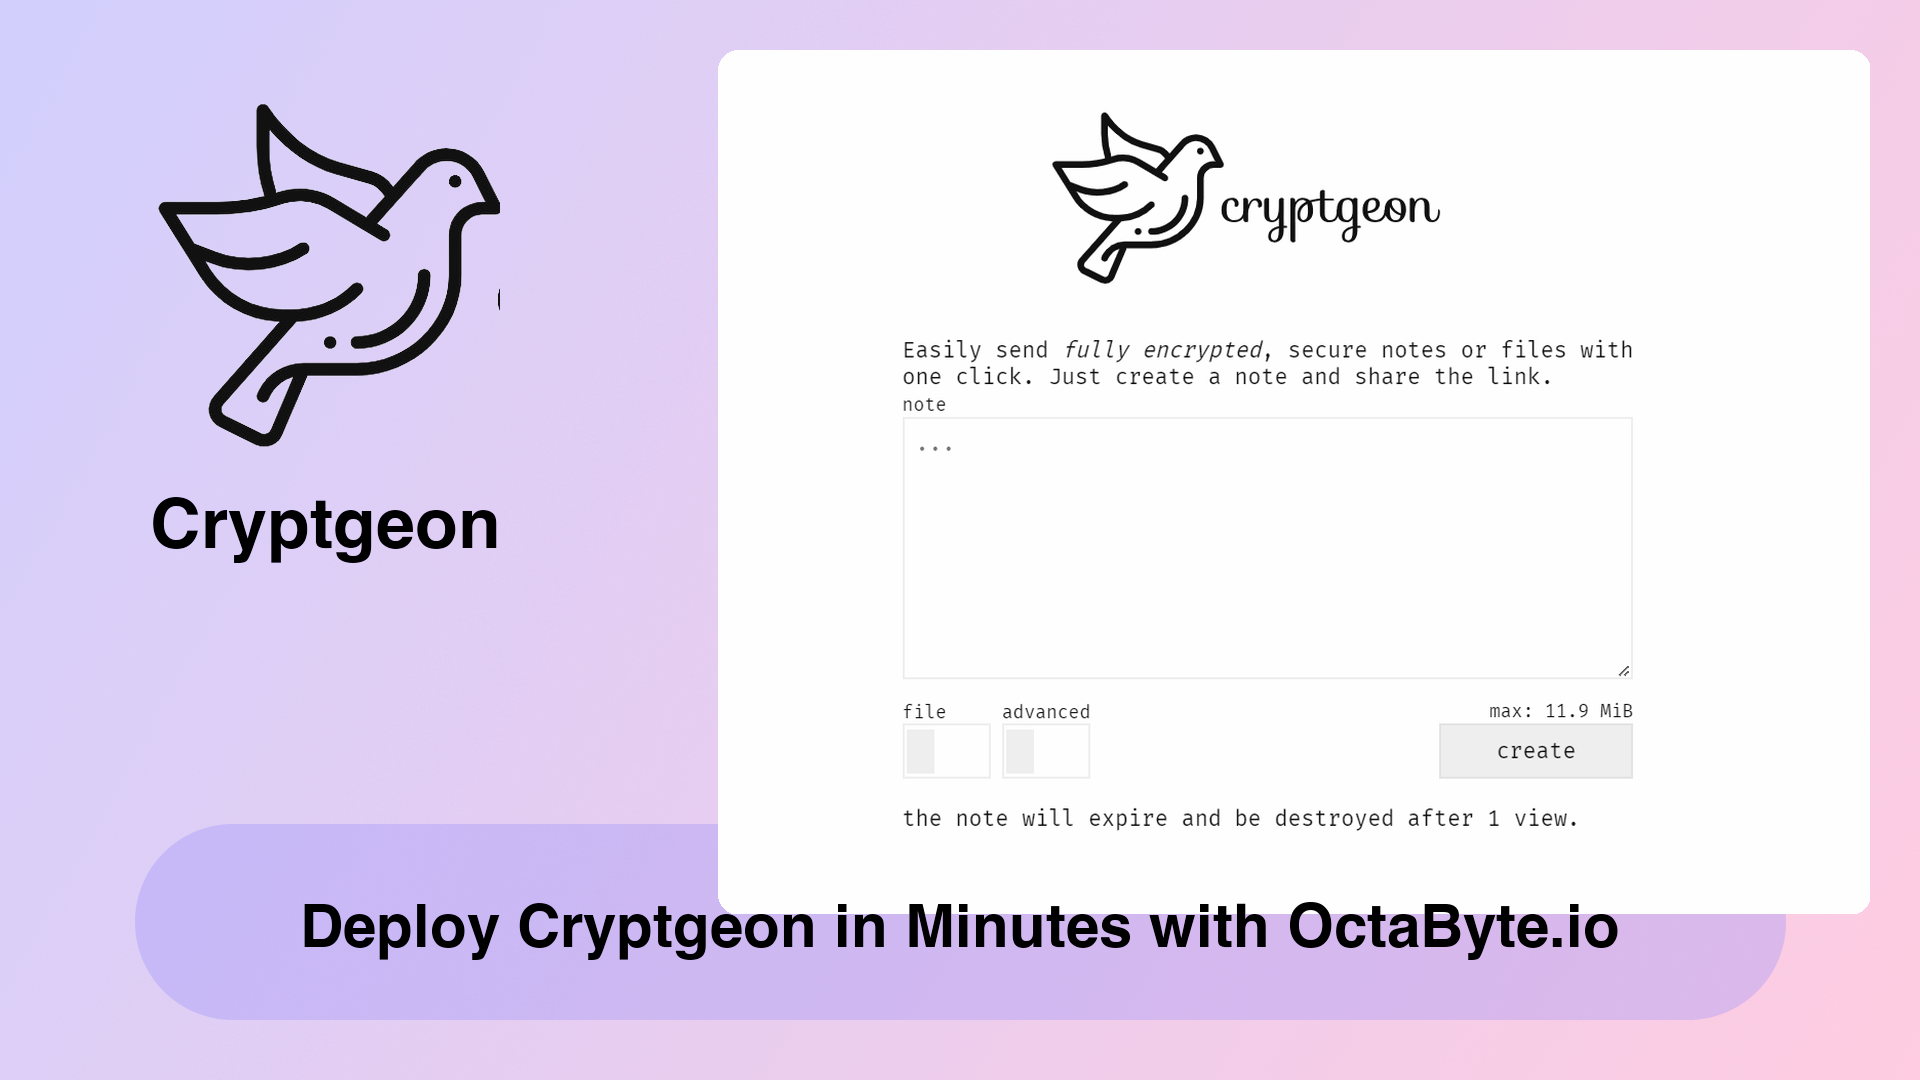 Cryptgeon
cryptgeon
Easily send fully encrypted, secure notes or files with
one click. Just create a note and share the link.
note
...
file
advanced
max: 11.9 MiB
create
the note will expire and be destroyed after 1 view.
Deploy Cryptgeon in Minutes with OctaByte.io